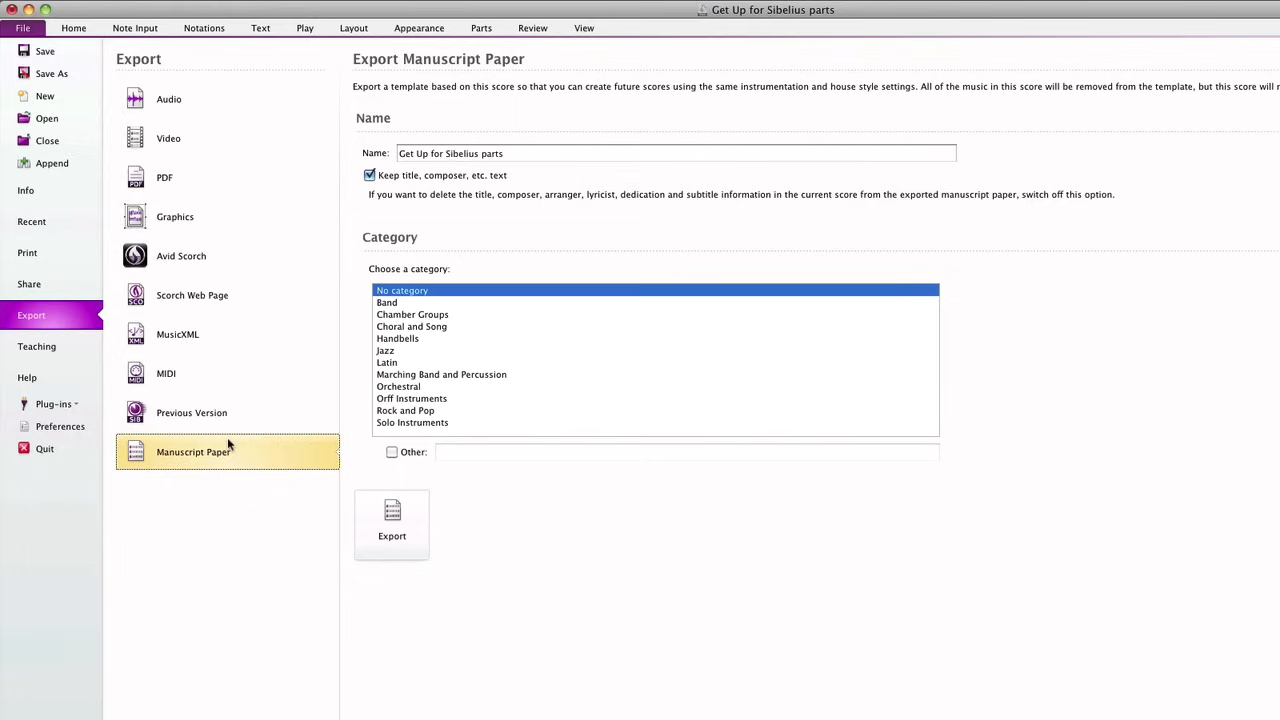 Get Up for Sibelius parts
File Home Note Input Notations Text Play Layout Appearance Parts Review View
Save
Save As
New
Open
Close
Append
Info
Recent
Print
Share
Export
Teaching
Help
Plug-ins
Preferences
Quit
Export
Audio
Video
PDF
Graphics
Avid Scorch
Scorch Web Page
MusicXML
MIDI
Previous Version
Manuscript Paper
Export Manuscript Paper
Export a template based on this score so that you can create future scores using the same instrumentation and house style settings. All of the music in this score will be removed from the template, but this score will r
Name
Name: Get Up for Sibelius parts
Keep title, composer, etc. text
If you want to delete the title, composer, arranger, lyricist, dedication and subtitle information in the current score from the exported manuscript paper, switch off this option.
Category
Choose a category:
No category
Band
Chamber Groups
Choral and Song
Handbells
Jazz
Latin
Marching Band and Percussion
Orchestral
Orff Instruments
Rock and Pop
Solo Instruments
Other:
Export